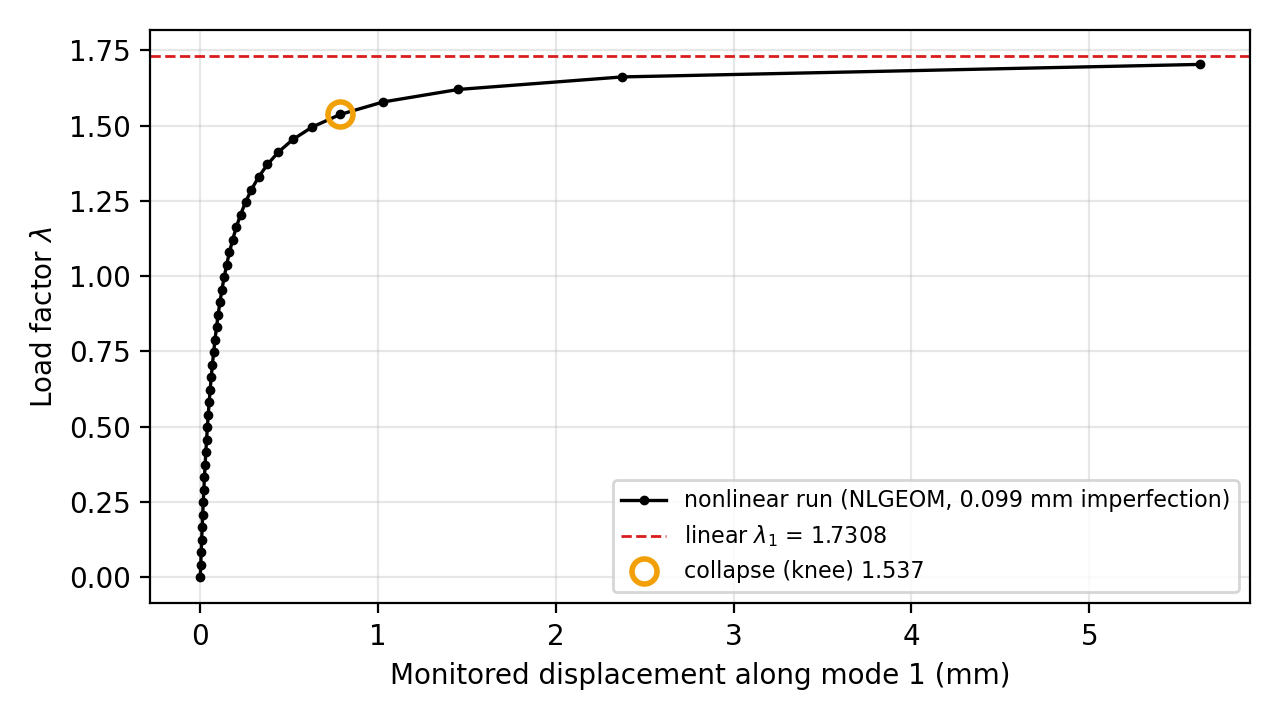 1.75
1.50
1.25
1.00
0.75
0.50
0.25
0.00
Load factor λ
nonlinear run (NLGEOM, 0.099 mm imperfection)
linear λ₁ = 1.7308
collapse (knee) 1.537
0 1 2 3 4 5
Monitored displacement along mode 1 (mm)